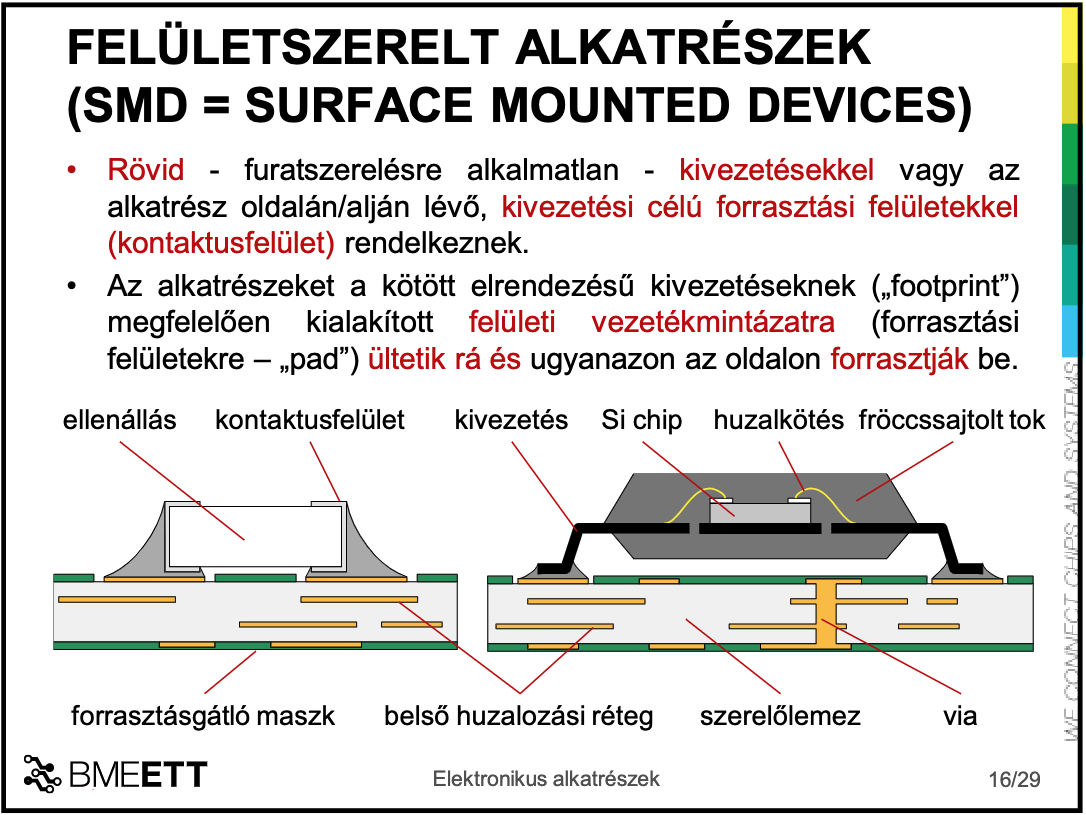 FELÜLETSZERELT ALKATRÉSZEK
(SMD = SURFACE MOUNTED DEVICES)
• Rövid - furatszerelésre alkalmatlan - kivezetésekkel vagy az
alkatrész oldalán/alján lévő, kivezetési célú forrasztási felületekkel
(kontaktusfelület) rendelkeznek.
• Az alkatrészeket a kötött elrendezésű kivezetéseknek („footprint”)
megfelelően kialakított felületi vezetékmintázatra (forrasztási
felületekre – „pad”) ültetik rá és ugyanazon az oldalon forrasztják be.
ellenállás kontaktusfelület kivezetés Si chip huzalkötés fröccssajtolt tok
forrasztásgátló maszk belső huzalozási réteg szerelőlemez via
WE CONNECT CHIPS AND SYSTEMS
BMEETT
Elektronikus alkatrészek
16/29